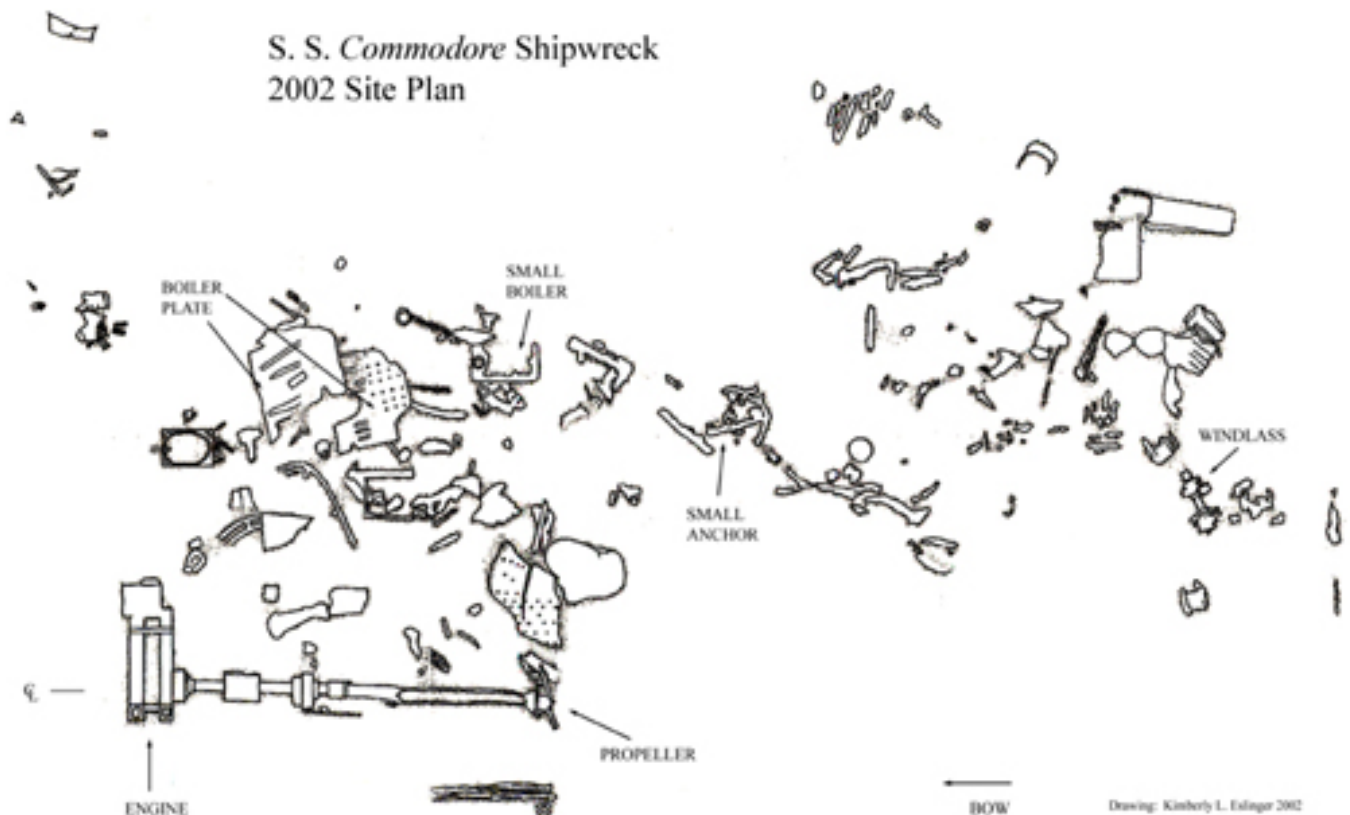 S. S. Commodore Shipwreck
2002 Site Plan
SMALL
BOILER
BOILER
PLATE
WINDLASS
SMALL
ANCHOR
℄
PROPELLER
ENGINE
BOW
Drawing: Kimberly L. Eslinger 2002